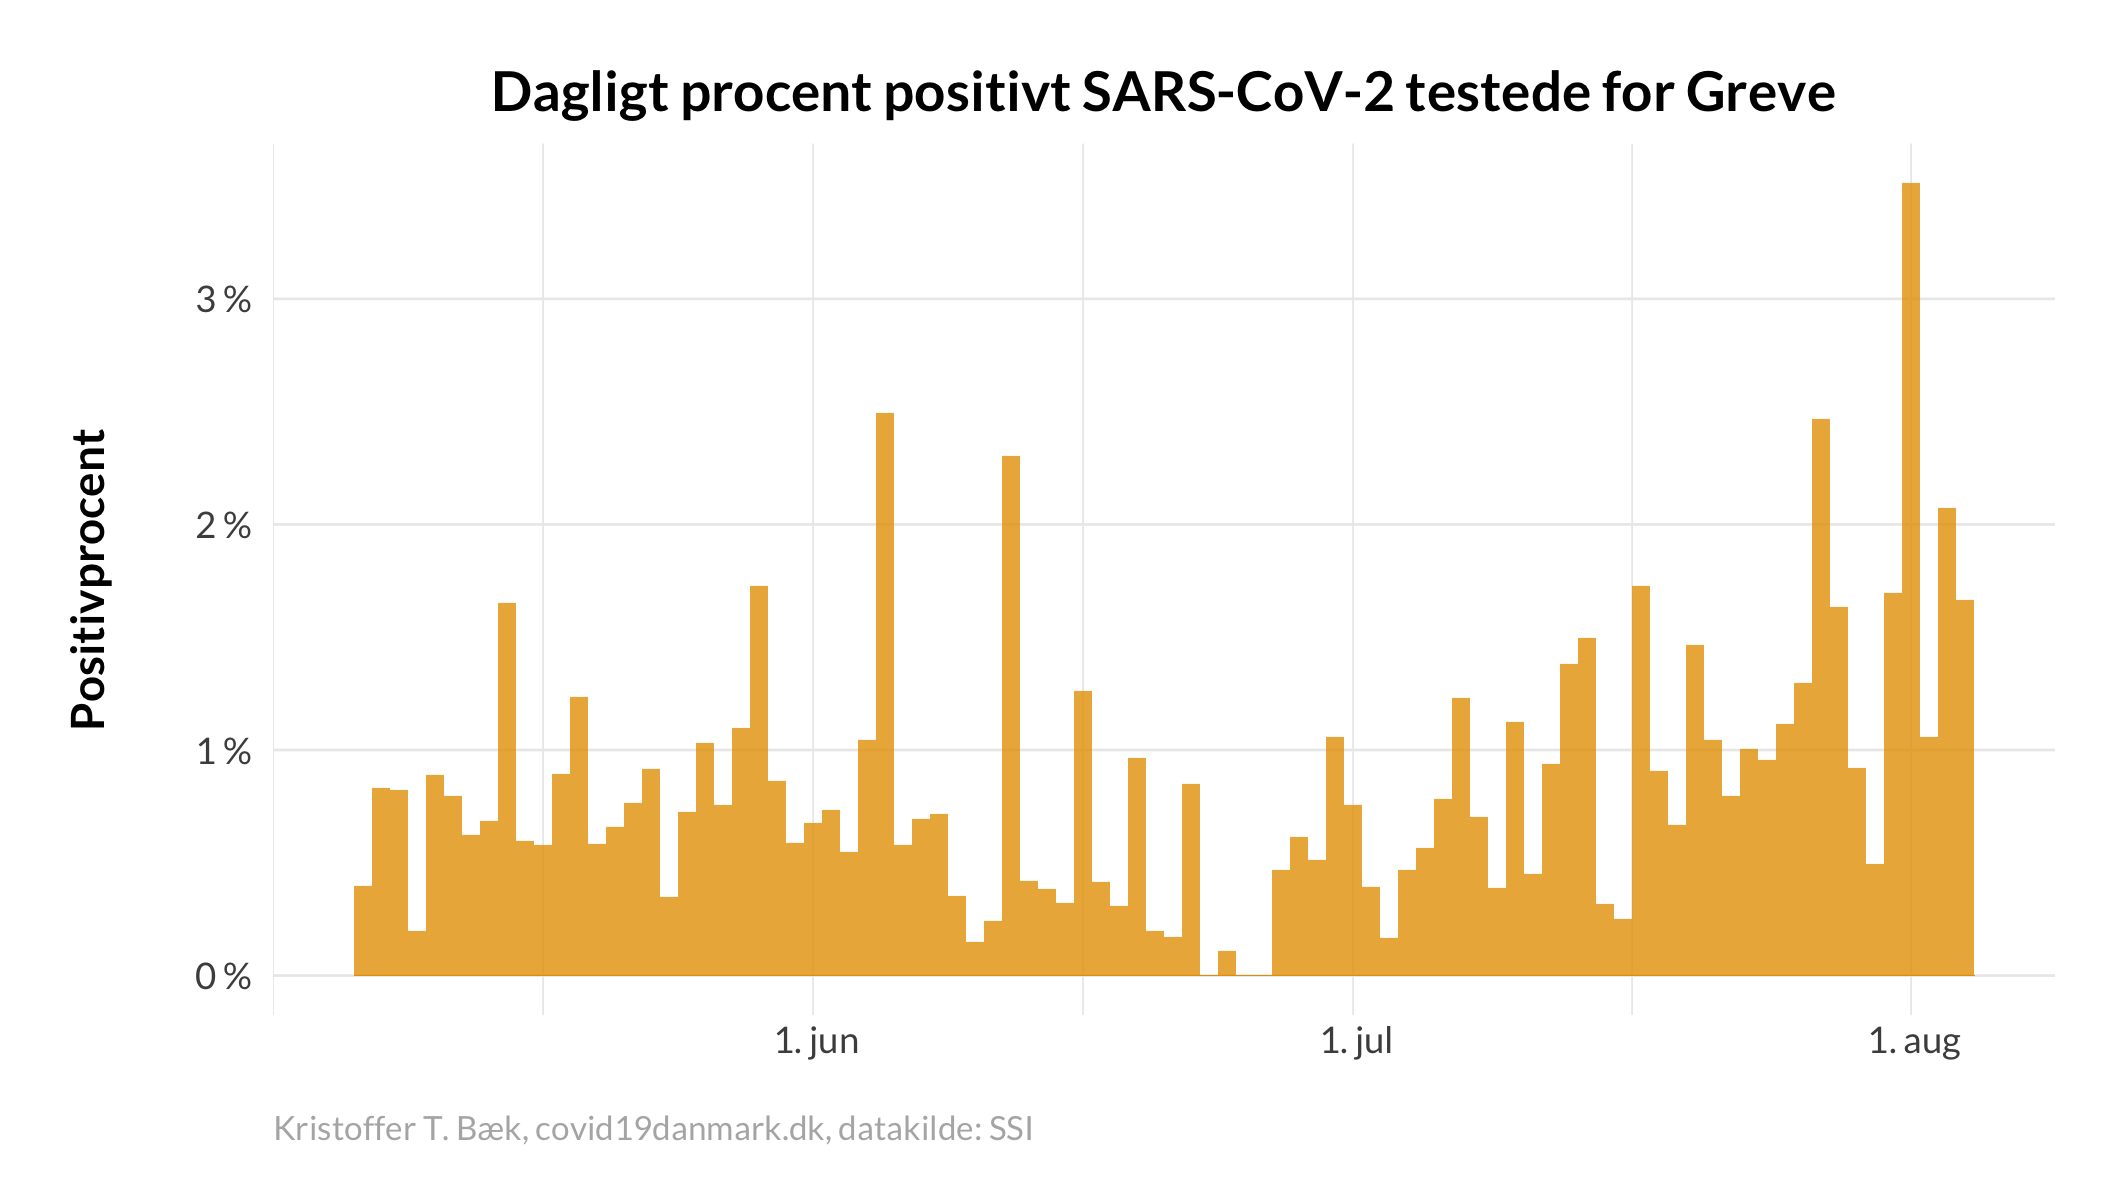 Dagligt procent positivt SARS-CoV-2 testede for Greve
Positivprocent
3 %
2 %
1 %
0 %
1. jun
1. jul
1. aug
Kristoffer T. Bæk, covid19danmark.dk, datakilde: SSI